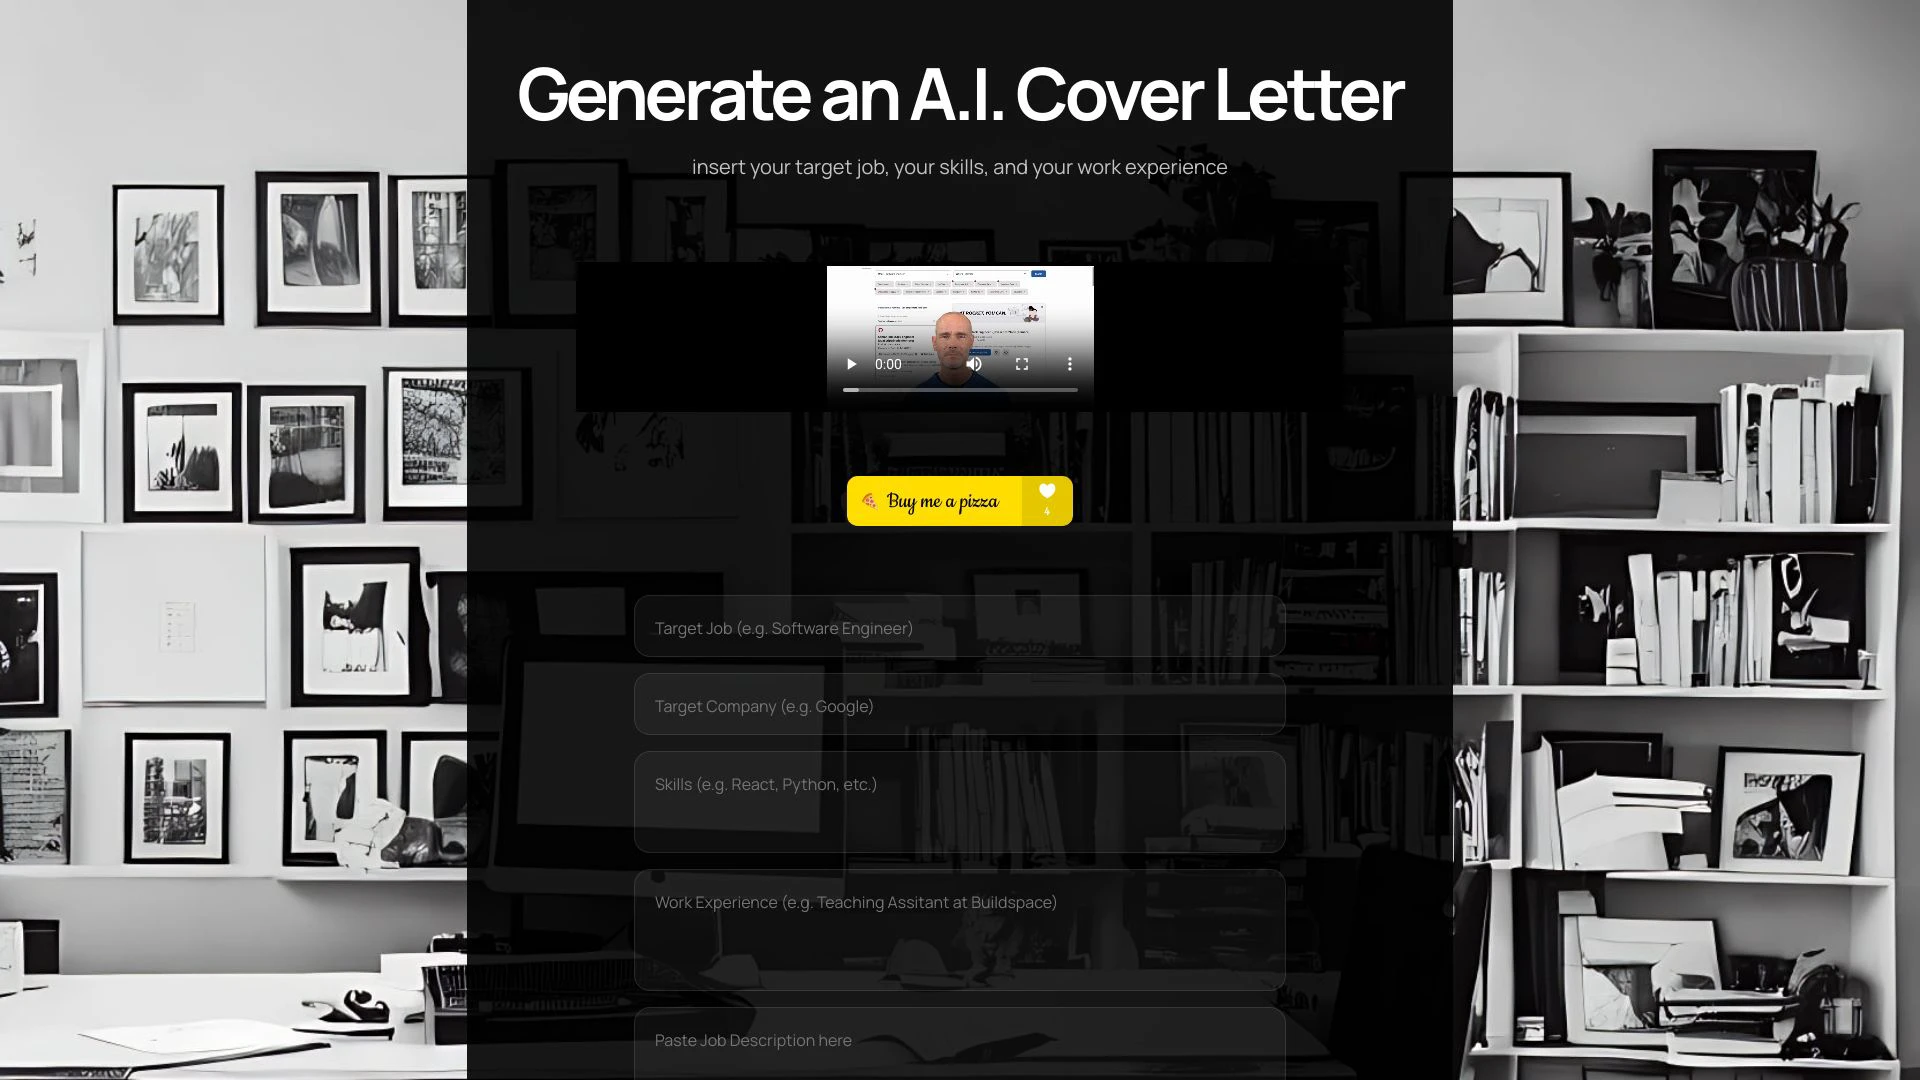 Generate an A.I. Cover Letter
insert your target job, your skills, and your work experience
0:00
Buy me a pizza
4
Target Job (e.g. Software Engineer)
Target Company (e.g. Google)
Skills (e.g. React, Python, etc.)
Work Experience (e.g. Teaching Assitant at Buildspace)
Paste Job Description here